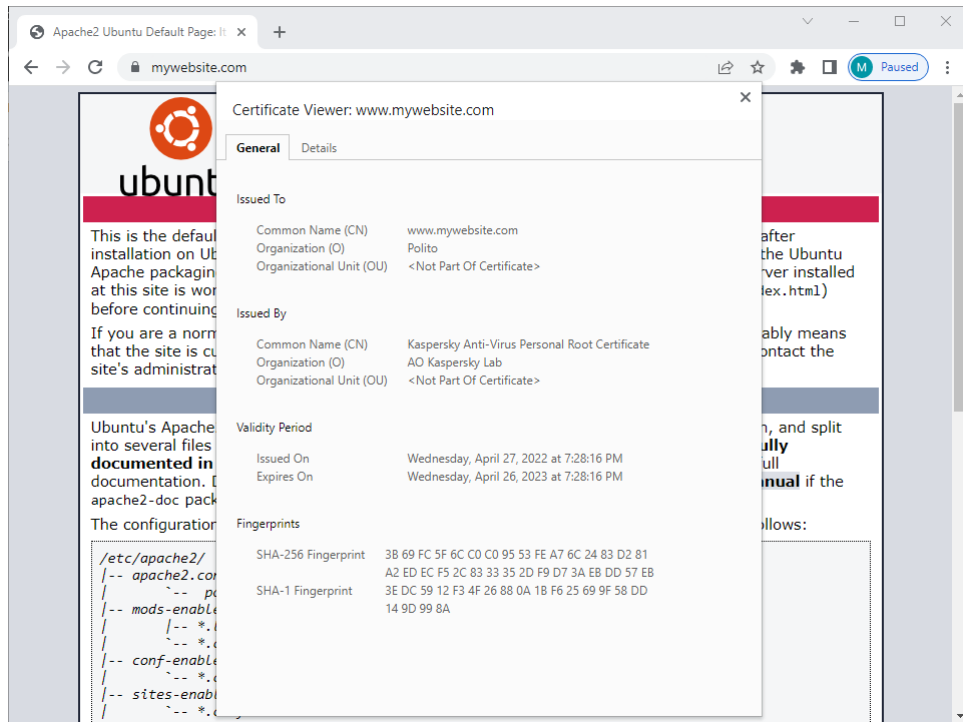 Apache2 Ubuntu Default Page: It
mywebsite.com
M Paused
Certificate Viewer: www.mywebsite.com
General Details
ubunt
Issued To
Common Name (CN) www.mywebsite.com
Organization (O) Polito
Organizational Unit (OU) <Not Part Of Certificate>
Issued By
Common Name (CN) Kaspersky Anti-Virus Personal Root Certificate
Organization (O) AO Kaspersky Lab
Organizational Unit (OU) <Not Part Of Certificate>
Validity Period
Issued On Wednesday, April 27, 2022 at 7:28:16 PM
Expires On Wednesday, April 26, 2023 at 7:28:16 PM
Fingerprints
SHA-256 Fingerprint 3B 69 FC 5F 6C C0 C0 95 53 FE A7 6C 24 83 D2 81
A2 ED EC F5 2C 83 33 35 2D F9 D7 3A EB DD 57 EB
SHA-1 Fingerprint 3E DC 59 12 F3 4F 26 88 0A 1B F6 25 69 9F 58 DD
14 9D 99 8A
This is the defaul after
installation on Ub the Ubuntu
Apache packagin rver installed
at this site is wor dex.html)
before continuing
If you are a norm ably means
that the site is cu ontact the
site's administrat
Ubuntu's Apache n, and split
into several files ully
documented in full
documentation. D nual if the
apache2-doc pack
The configuration llows:
/etc/apache2/
|-- apache2.con
| `-- po
|-- mods-enable
| |-- *.l
| `-- *.c
|-- conf-enable
| `-- *.c
|-- sites-enabl
| `-- *.c